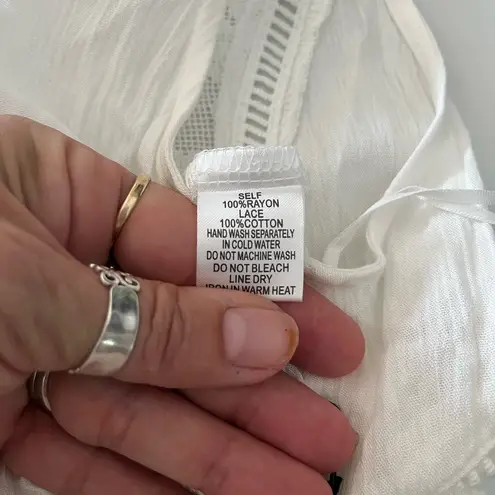 SELF
100%RAYON
LACE
100%COTTON
HAND WASH SEPARATELY
IN COLD WATER
DO NOT MACHINE WASH
DO NOT BLEACH
LINE DRY
IRON IN WARM HEAT